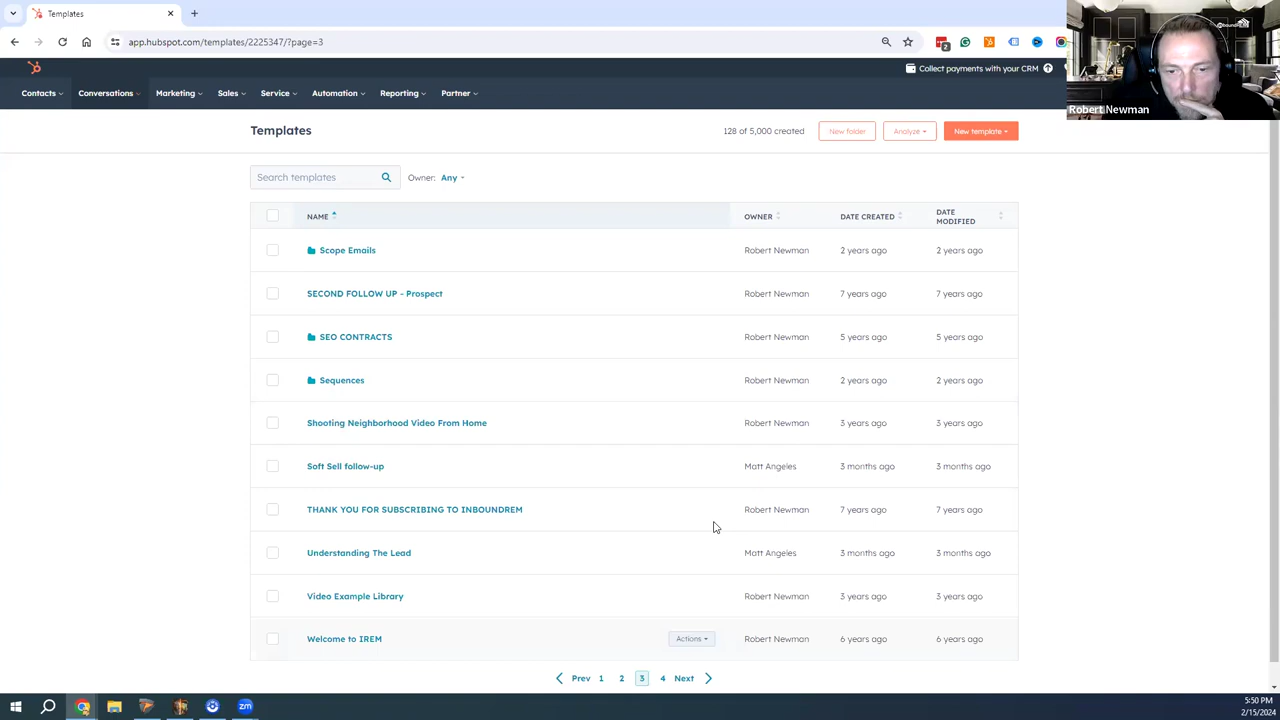 Templates
app.hubspot.com/templates/2225347/?page=3
2
Collect payments with your CRM
Contacts
Conversations
Marketing
Sales
Service
Automation
Reporting
Partner
Robert Newman
Templates
128 of 5,000 created
New folder
Analyze
New template
Search templates
Owner: Any
NAME
OWNER
DATE CREATED
DATE
MODIFIED
Scope Emails Robert Newman 2 years ago 2 years ago
SECOND FOLLOW UP - Prospect Robert Newman 7 years ago 7 years ago
SEO CONTRACTS Robert Newman 5 years ago 5 years ago
Sequences Robert Newman 2 years ago 2 years ago
Shooting Neighborhood Video From Home Robert Newman 3 years ago 3 years ago
Soft Sell follow-up Matt Angeles 3 months ago 3 months ago
THANK YOU FOR SUBSCRIBING TO INBOUNDREM Robert Newman 7 years ago 7 years ago
Understanding The Lead Matt Angeles 3 months ago 3 months ago
Video Example Library Robert Newman 3 years ago 3 years ago
Welcome to IREM Actions Robert Newman 6 years ago 6 years ago
Prev 1 2 3 4 Next
zm
5:50 PM
2/15/2024